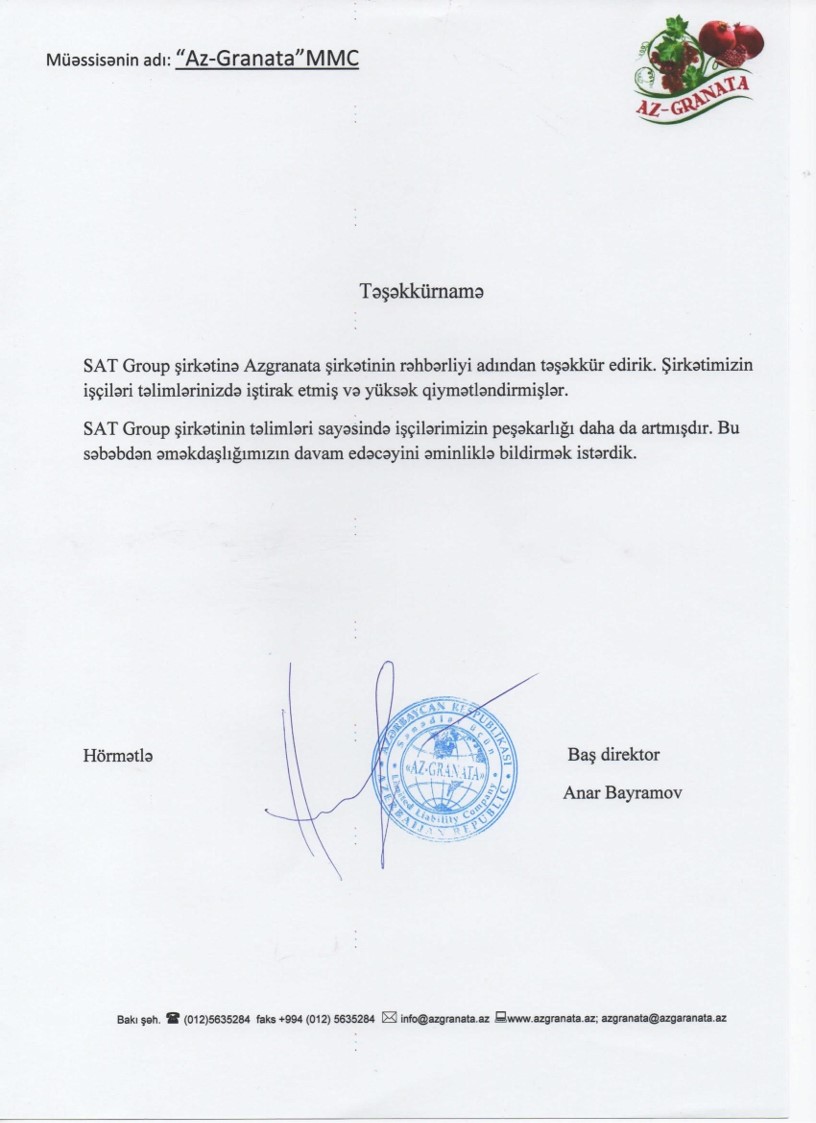 Müəssisənin adı: “Az-Granata”MMC
AZ-GRANATA
Təşəkkürnamə
SAT Group şirkətinə Azgranata şirkətinin rəhbərliyi adından təşəkkür edirik. Şirkətimizin
işçiləri təlimlərinizdə iştirak etmiş və yüksək qiymətləndirmişlər.
SAT Group şirkətinin təlimləri sayəsində işçilərimizin peşəkarlığı daha da artmışdır. Bu
səbəbdən əməkdaşlığımızın davam edəcəyini əminliklə bildirmək istərdik.
AZƏRBAYCAN RESPUBLIKASI
Sənədlər üçün
«AZ-GRANATA»
Limited Liability Company
AZERBAIJAN REPUBLIC
Hörmətlə
Baş direktor
Anar Bayramov
Bakı şəh. (012)5635284 faks +994 (012) 5635284 info@azgranata.az www.azgranata.az; azgranata@azgaranata.az